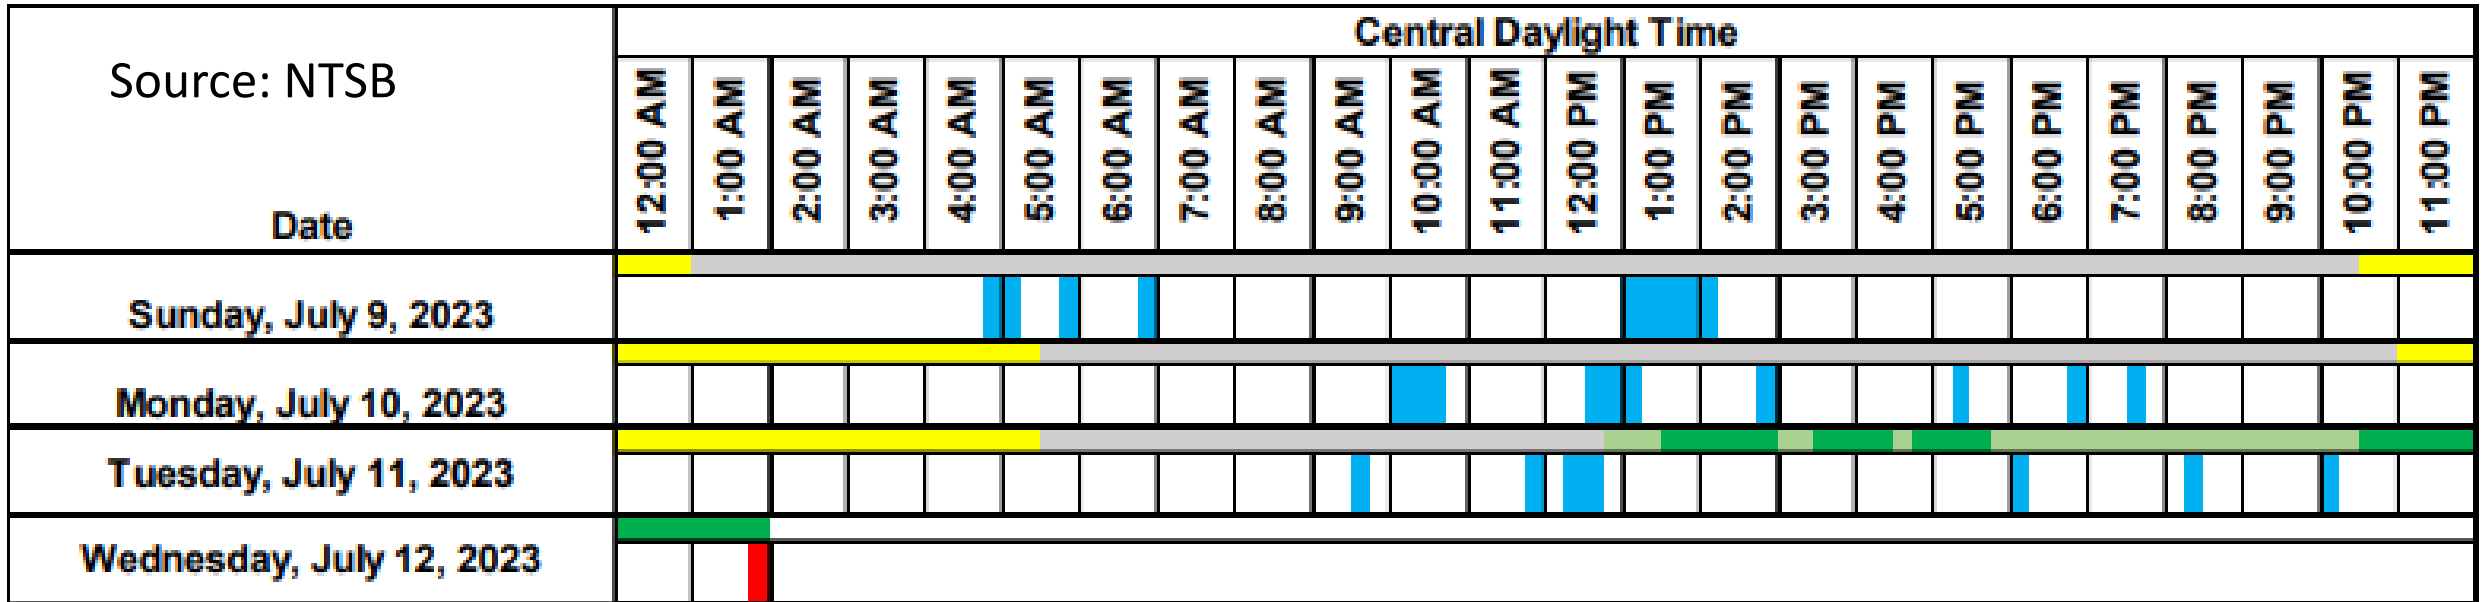 Central Daylight Time
Source: NTSB
Date
12:00 AM
1:00 AM
2:00 AM
3:00 AM
4:00 AM
5:00 AM
6:00 AM
7:00 AM
8:00 AM
9:00 AM
10:00 AM
11:00 AM
12:00 PM
1:00 PM
2:00 PM
3:00 PM
4:00 PM
5:00 PM
6:00 PM
7:00 PM
8:00 PM
9:00 PM
10:00 PM
11:00 PM
Sunday, July 9, 2023
Monday, July 10, 2023
Tuesday, July 11, 2023
Wednesday, July 12, 2023